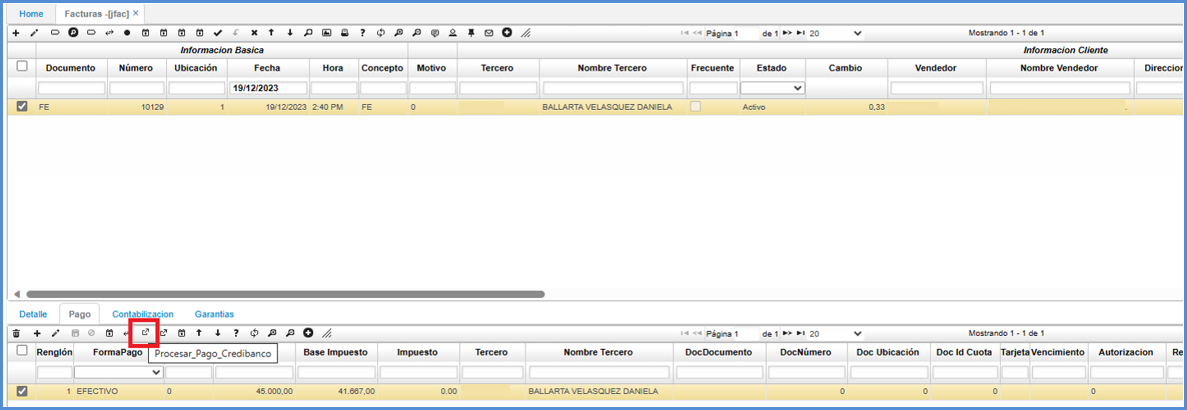 Home Facturas -[jfac] ×
Página 1 de 1 20 Mostrando 1 - 1 de 1
Informacion Basica Informacion Cliente
Documento Número Ubicación Fecha Hora Concepto Motivo Tercero Nombre Tercero Frecuente Estado Cambio Vendedor Nombre Vendedor Direccion
19/12/2023
FE 10129 1 19/12/2023 2:40 PM FE 0 BALLARTA VELASQUEZ DANIELA Activo 0,33 .
Detalle Pago Contabilizacion Garantias
Página 1 de 1 20 Mostrando 1 - 1 de 1
Procesar_Pago_Credibanco
Renglón FormaPago Base Impuesto Impuesto Tercero Nombre Tercero DocDocumento DocNúmero Doc Ubicación Doc Id Cuota Tarjeta Vencimiento Autorizacion Re
1 EFECTIVO 0 45.000,00 41.667,00 0.00 BALLARTA VELASQUEZ DANIELA 0 0 0 0